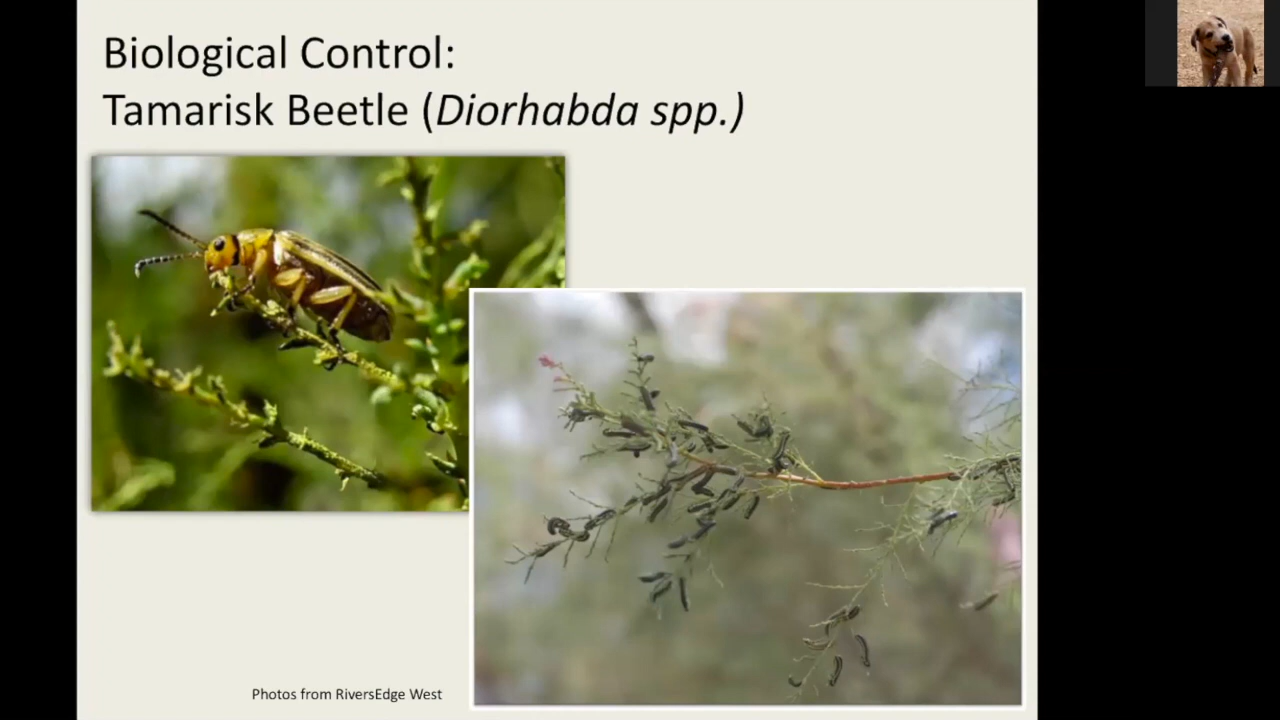 Biological Control:
Tamarisk Beetle (Diorhabda spp.)
Photos from RiversEdge West